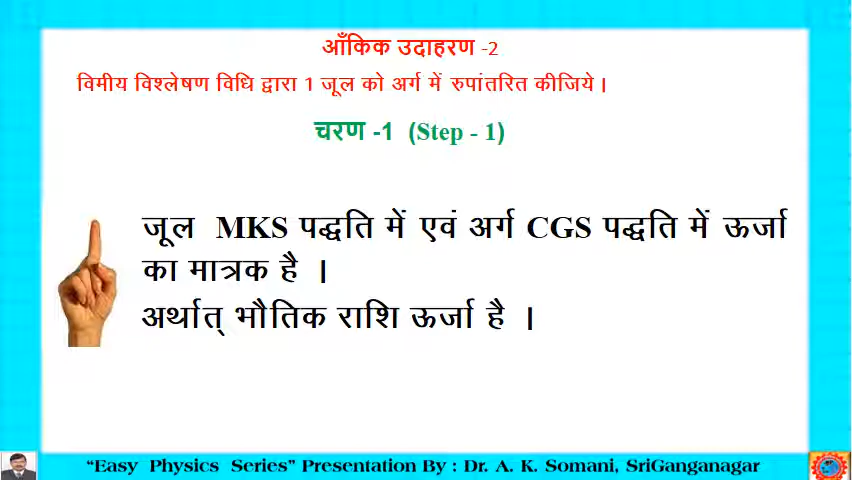 आँकिक उदाहरण -2
विमीय विश्लेषण विधि द्वारा 1 जूल को अर्ग में रुपांतरित कीजिये ।
चरण -1 (Step - 1)
जूल MKS पद्धति में एवं अर्ग CGS पद्धति में ऊर्जा
का मात्रक है ।
अर्थात् भौतिक राशि ऊर्जा है ।
“Easy Physics Series” Presentation By : Dr. A. K. Somani, SriGanganagar